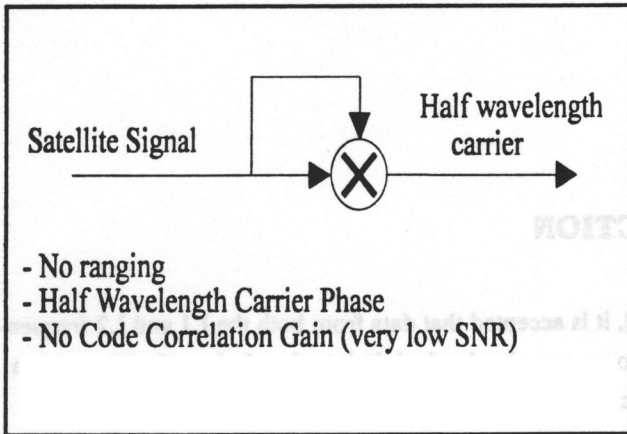 Satellite Signal
Half wavelength
carrier
- No ranging
- Half Wavelength Carrier Phase
- No Code Correlation Gain (very low SNR)